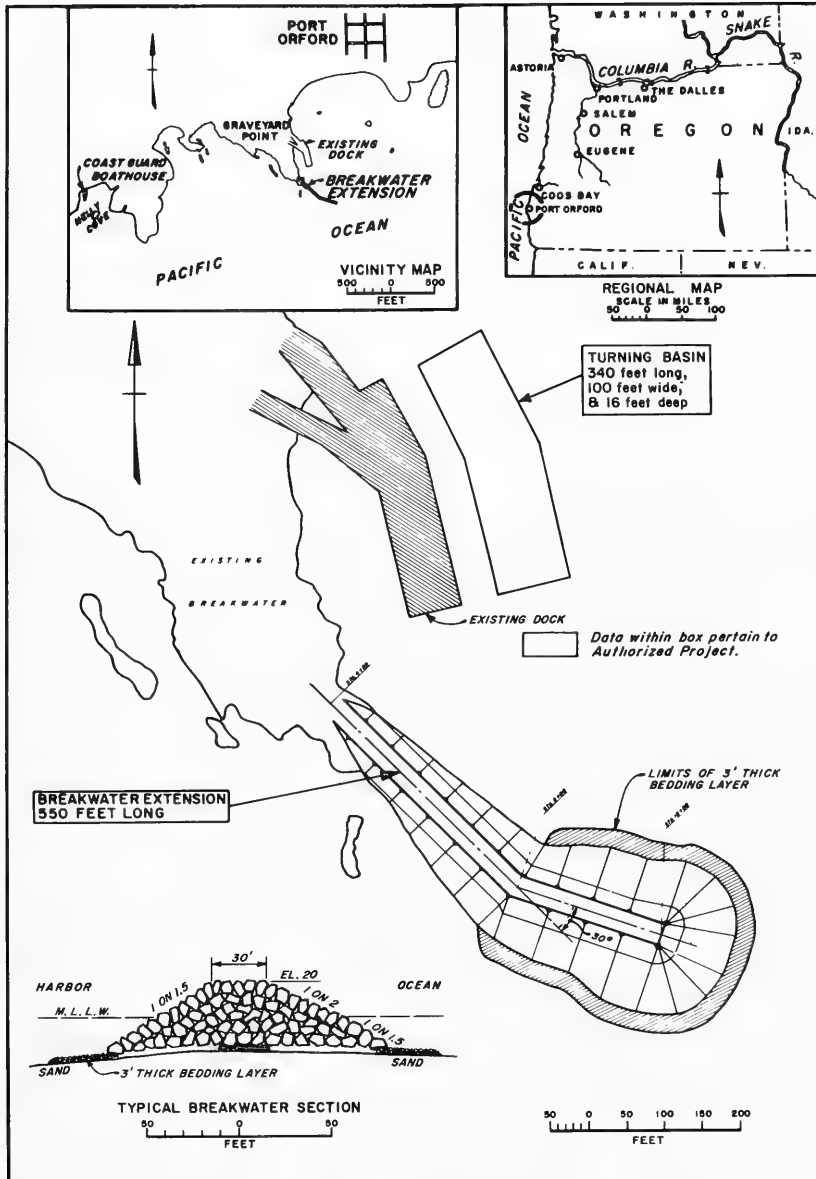 PORT
ORFORD
GRAVEYARD
POINT
EXISTING
DOCK
COAST GUARD
BOATHOUSE
BREAKWATER
EXTENSION
NELLY
COVE
OCEAN
PACIFIC
VICINITY MAP
500 0 500
FEET
WASHINGTON
SNAKE
R.
ASTORIA
COLUMBIA R.
PORTLAND
THE DALLES
SALEM
OREGON
IDA.
EUGENE
OCEAN
PACIFIC
COOS BAY
PORT ORFORD
CALIF.
NEV.
REGIONAL MAP
SCALE IN MILES
50 0 50 100
TURNING BASIN
340 feet long,
100 feet wide,
& 16 feet deep
EXISTING
BREAKWATER
EXISTING DOCK
Data within box pertain to
Authorized Project.
BREAKWATER EXTENSION
550 FEET LONG
LIMITS OF 3' THICK
BEDDING LAYER
30°
30'
EL. 20
HARBOR
OCEAN
1 ON 1.5
1 ON 2
1 ON 1.5
M.L.L.W.
SAND
3' THICK BEDDING LAYER
SAND
TYPICAL BREAKWATER SECTION
50 0 50
FEET
50 0 50 100 150 200
FEET